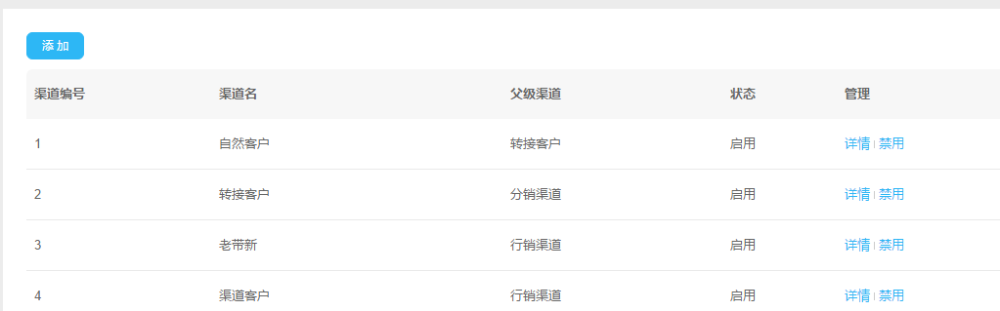 添 加
渠道编号 渠道名 父级渠道 状态 管理
1 自然客户 转接客户 启用 详情 | 禁用
2 转接客户 分销渠道 启用 详情 | 禁用
3 老带新 行销渠道 启用 详情 | 禁用
4 渠道客户 行销渠道 启用 详情 | 禁用